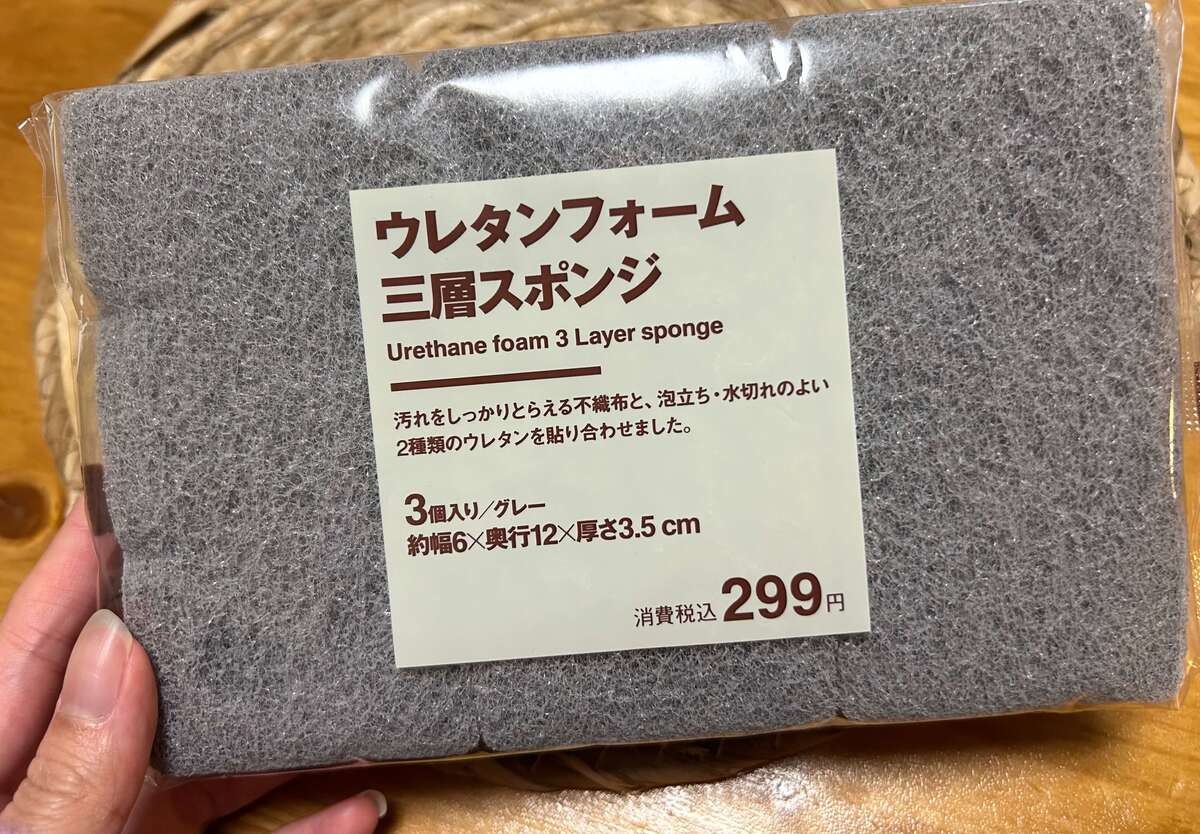 ウレタンフォーム
三層スポンジ
Urethane foam 3 Layer sponge
汚れをしっかりとらえる不織布と、泡立ち・水切れのよい
2種類のウレタンを貼り合わせました。
3個入り/グレー
約幅6×奥行12×厚さ3.5 cm
消費税込299円